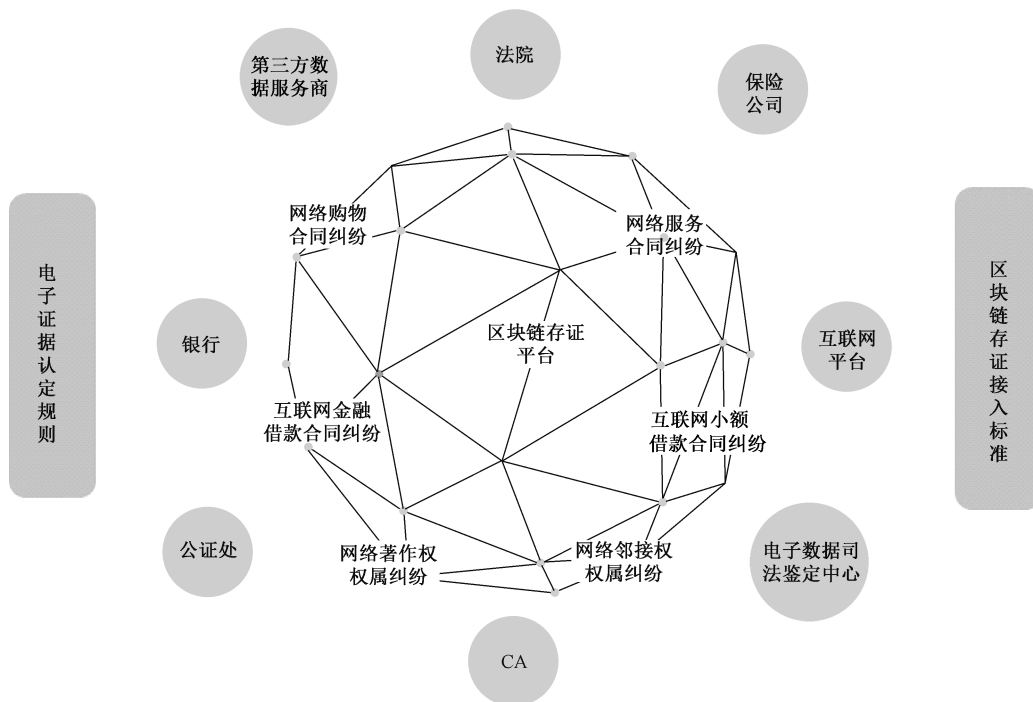 法院
第三方数
据服务商
保险
公司
网络购物
合同纠纷
网络服务
合同纠纷
电子证据认定规则
区块链存证接入标准
银行
区块链存证
平台
互联网
平台
互联网金融
借款合同纠纷
互联网小额
借款合同纠纷
公证处
网络著作权
权属纠纷
网络邻接权
权属纠纷
电子数据司
法鉴定中心
CA